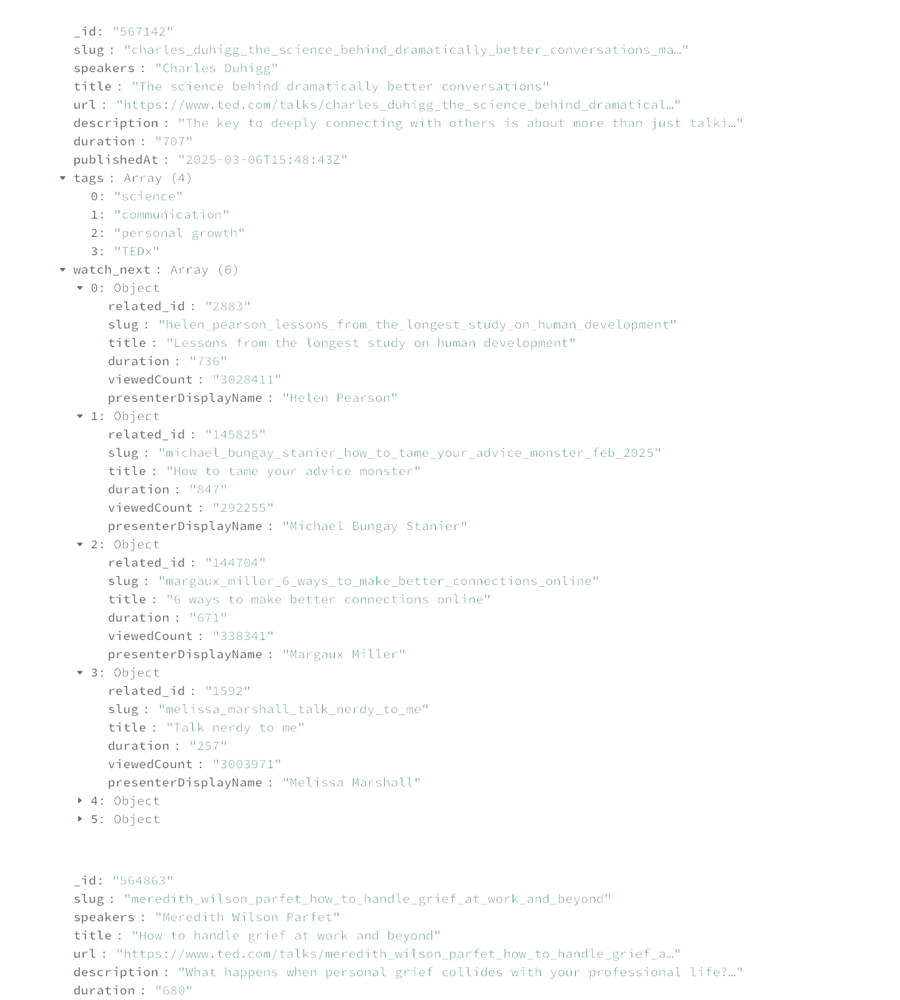 _id: "567142"
slug : "charles_duhigg_the_science_behind_dramatically_better_conversations_ma…"
speakers : "Charles Duhigg"
title : "The science behind dramatically better conversations"
url : "https://www.ted.com/talks/charles_duhigg_the_science_behind_dramatical…"
description : "The key to deeply connecting with others is about more than just talki…"
duration : "707"
publishedAt : "2025-03-06T15:48:43Z"
tags : Array (4)
0: "science"
1: "communication"
2: "personal growth"
3: "TEDx"
watch_next : Array (6)
0: Object
related_id : "2883"
slug : "helen_pearson_lessons_from_the_longest_study_on_human_development"
title : "Lessons from the longest study on human development"
duration : "736"
viewedCount : "3028411"
presenterDisplayName : "Helen Pearson"
1: Object
related_id : "145825"
slug : "michael_bungay_stanier_how_to_tame_your_advice_monster_feb_2025"
title : "How to tame your advice monster"
duration : "847"
viewedCount : "292255"
presenterDisplayName : "Michael Bungay Stanier"
2: Object
related_id : "144704"
slug : "margaux_miller_6_ways_to_make_better_connections_online"
title : "6 ways to make better connections online"
duration : "671"
viewedCount : "338341"
presenterDisplayName : "Margaux Miller"
3: Object
related_id : "1592"
slug : "melissa_marshall_talk_nerdy_to_me"
title : "Talk nerdy to me"
duration : "257"
viewedCount : "3003971"
presenterDisplayName : "Melissa Marshall"
4: Object
5: Object
_id: "564863"
slug : "meredith_wilson_parfet_how_to_handle_grief_at_work_and_beyond"
speakers : "Meredith Wilson Parfet"
title : "How to handle grief at work and beyond"
url : "https://www.ted.com/talks/meredith_wilson_parfet_how_to_handle_grief_a…"
description : "What happens when personal grief collides with your professional life?…"
duration : "680"